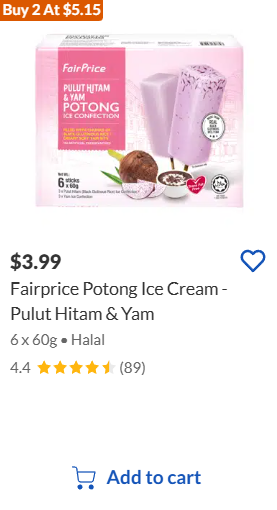 Buy 2 At $5.15
FairPrice
PULUT HITAM
& YAM
POTONG
ICE CONFECTION
6 sticks
x 60g
$3.99
Fairprice Potong Ice Cream -
Pulut Hitam & Yam
6 x 60g • Halal
4.4 (89)
Add to cart